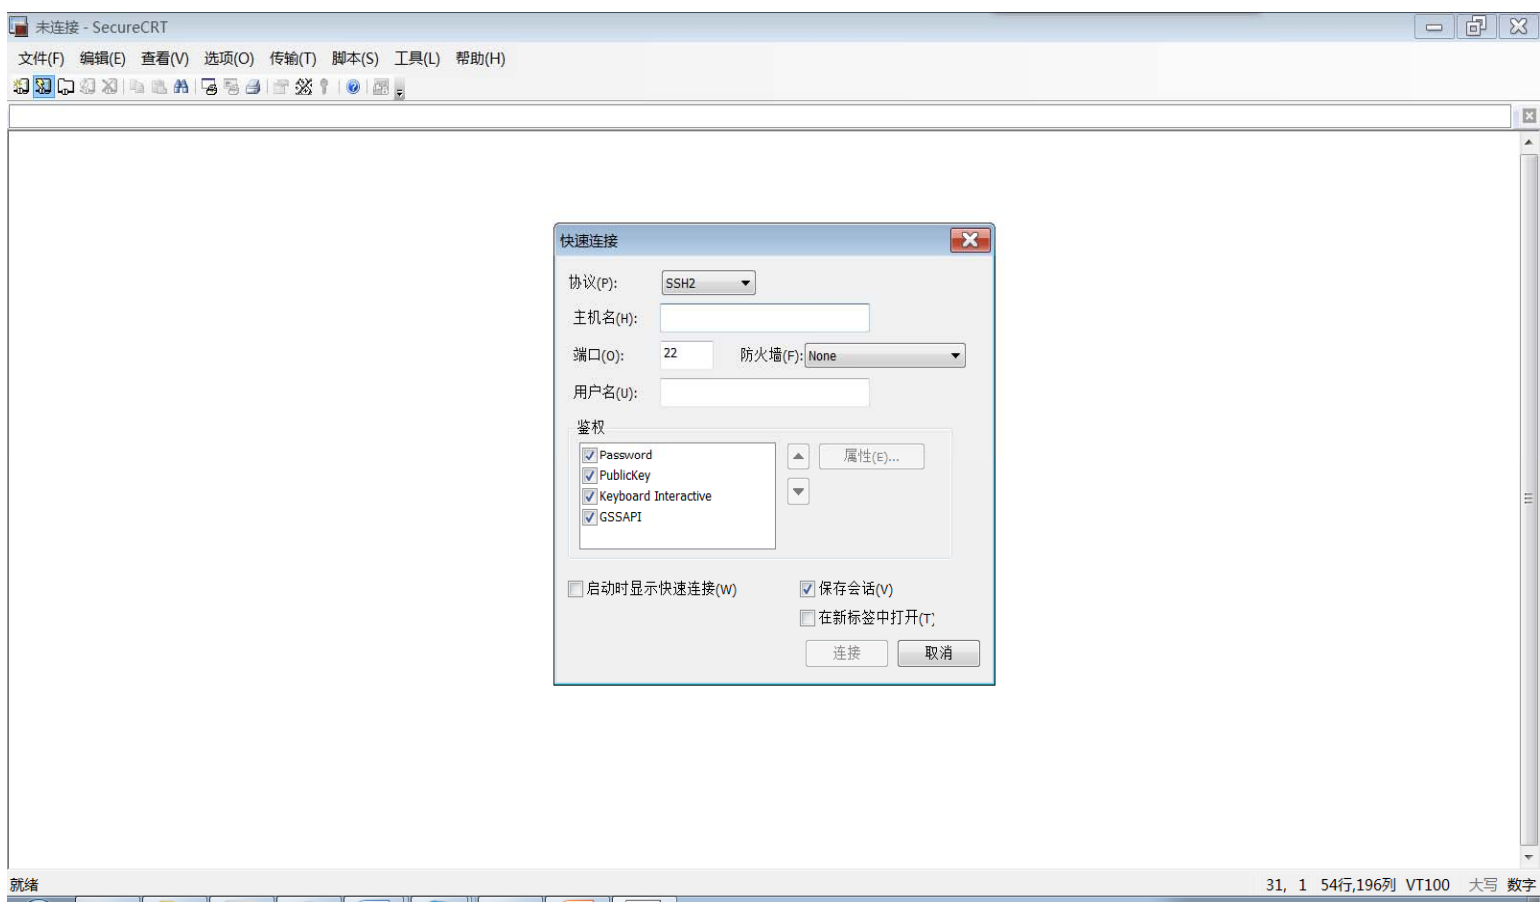 未连接 - SecureCRT
文件(F) 编辑(E) 查看(V) 选项(O) 传输(T) 脚本(S) 工具(L) 帮助(H)
快速连接
协议(P): SSH2
主机名(H):
端口(O): 22 防火墙(F): None
用户名(U):
鉴权
Password
属性(E)...
PublicKey
Keyboard Interactive
GSSAPI
启动时显示快速连接(W) 保存会话(V)
在新标签中打开(T)
连接 取消
就绪 31, 1 54行,196列 VT100 大写 数字